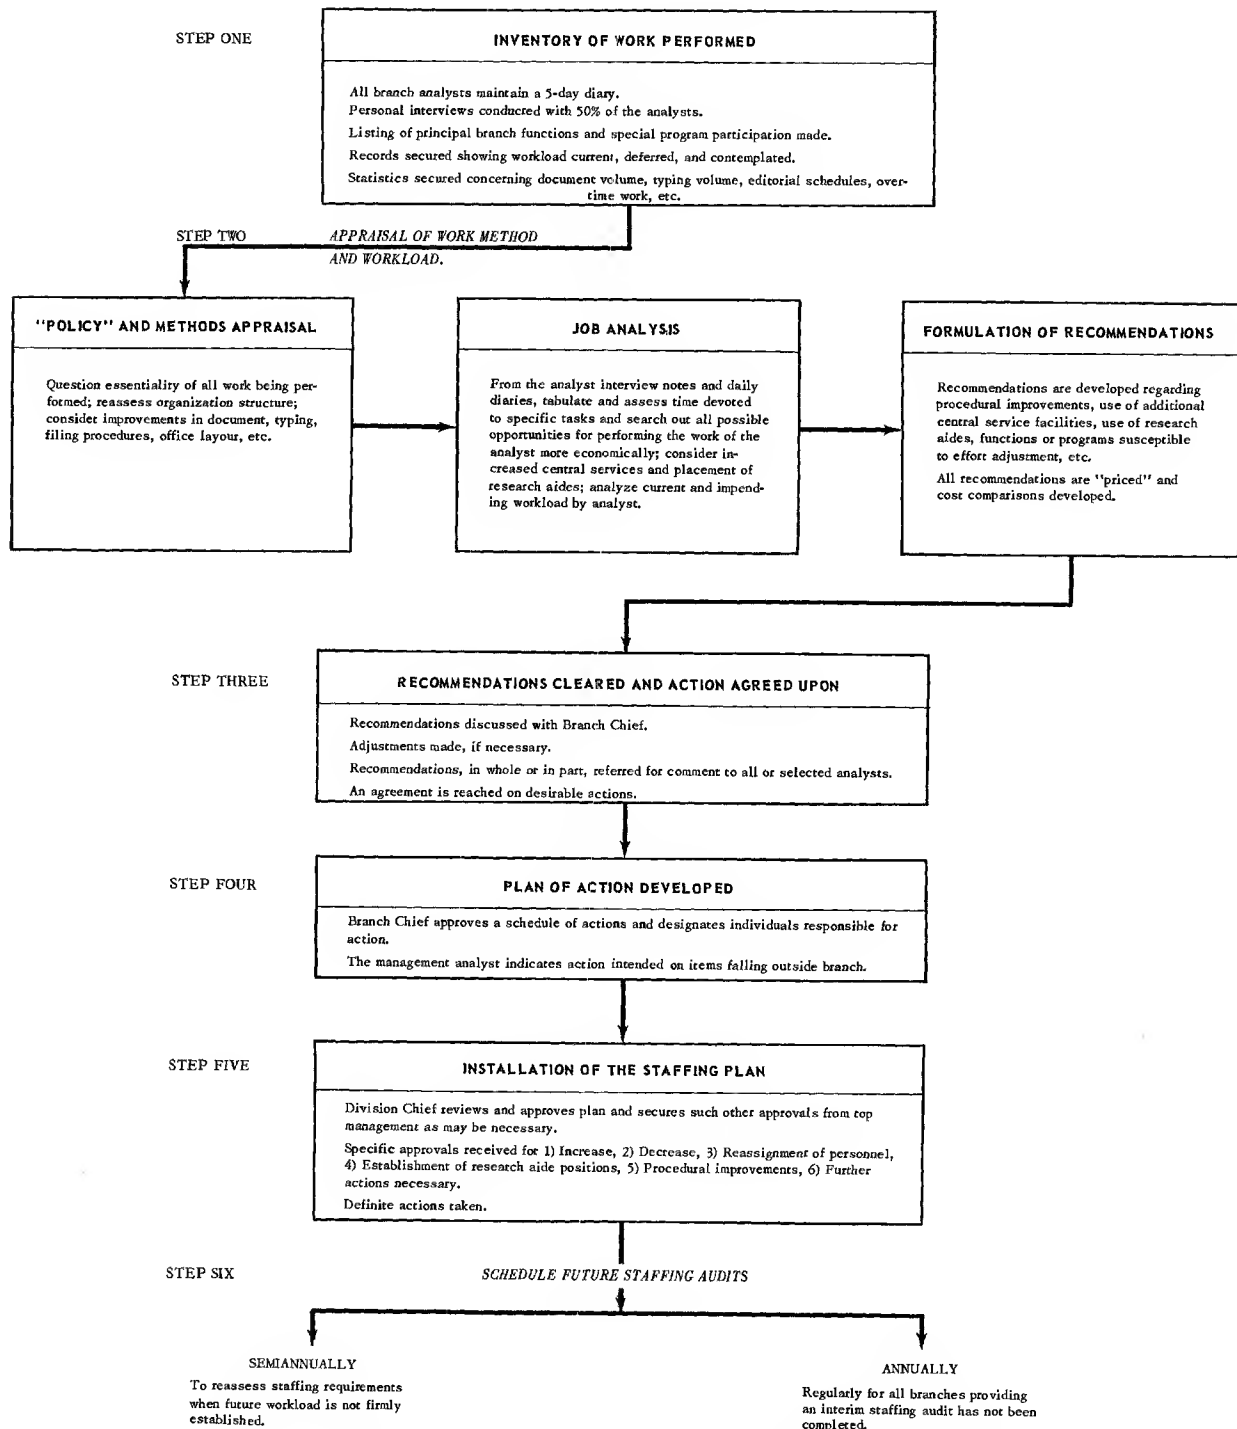 STEP ONE
INVENTORY OF WORK PERFORMED
All branch analysts maintain a 5-day diary.
Personal interviews conducted with 50% of the analysts.
Listing of principal branch functions and special program participation made.
Records secured showing workload current, deferred, and contemplated.
Statistics secured concerning document volume, typing volume, editorial schedules, over-
time work, etc.
STEP TWO
APPRAISAL OF WORK METHOD
AND WORKLOAD.
"POLICY" AND METHODS APPRAISAL
Question essentiality of all work being per-
formed; reassess organization structure;
consider improvements in document, typing,
filing procedures, office layour, etc.
JOB ANALYSIS
From the analyst interview notes and daily
diaries, tabulate and assess time devoted
to specific tasks and search out all possible
opportunities for performing the work of the
analyst more economically; consider in-
creased central services and placement of
research aides; analyze current and impend-
ing workload by analyst.
FORMULATION OF RECOMMENDATIONS
Recommendations are developed regarding
procedural improvements, use of additional
central service facilities, use of research
aides, functions or programs susceptible
to effort adjustment, etc.
All recommendations are "priced" and
cost comparisons developed.
STEP THREE
RECOMMENDATIONS CLEARED AND ACTION AGREED UPON
Recommendations discussed with Branch Chief.
Adjustments made, if necessary.
Recommendations, in whole or in part, referred for comment to all or selected analysts.
An agreement is reached on desirable actions.
STEP FOUR
PLAN OF ACTION DEVELOPED
Branch Chief approves a schedule of actions and designates individuals responsible for
action.
The management analyst indicates action intended on items falling outside branch.
STEP FIVE
INSTALLATION OF THE STAFFING PLAN
Division Chief reviews and approves plan and secures such other approvals from top
management as may be necessary.
Specific approvals received for 1) Increase, 2) Decrease, 3) Reassignment of personnel,
4) Establishment of research aide positions, 5) Procedural improvements, 6) Further
actions necessary.
Definite actions taken.
STEP SIX
SCHEDULE FUTURE STAFFING AUDITS
SEMIANNUALLY
To reassess staffing requirements
when future workload is not firmly
established.
ANNUALLY
Regularly for all branches providing
an interim staffing audit has not been
completed.